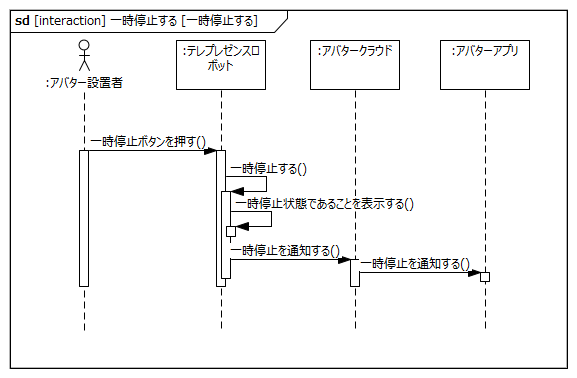 sd [interaction] 一時停止する [一時停止する]
:アバター設置者
:テレプレゼンスロ
ボット
:アバタークラウド
:アバターアプリ
一時停止ボタンを押す()
一時停止する()
一時停止状態であることを表示する()
一時停止を通知する()
一時停止を通知する()